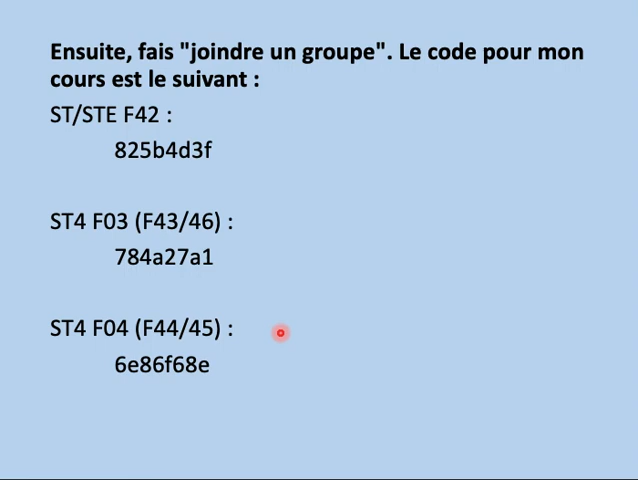 Ensuite, fais "joindre un groupe". Le code pour mon
cours est le suivant :
ST/STE F42 :
825b4d3f
ST4 F03 (F43/46) :
784a27a1
ST4 F04 (F44/45) :
6e86f68e